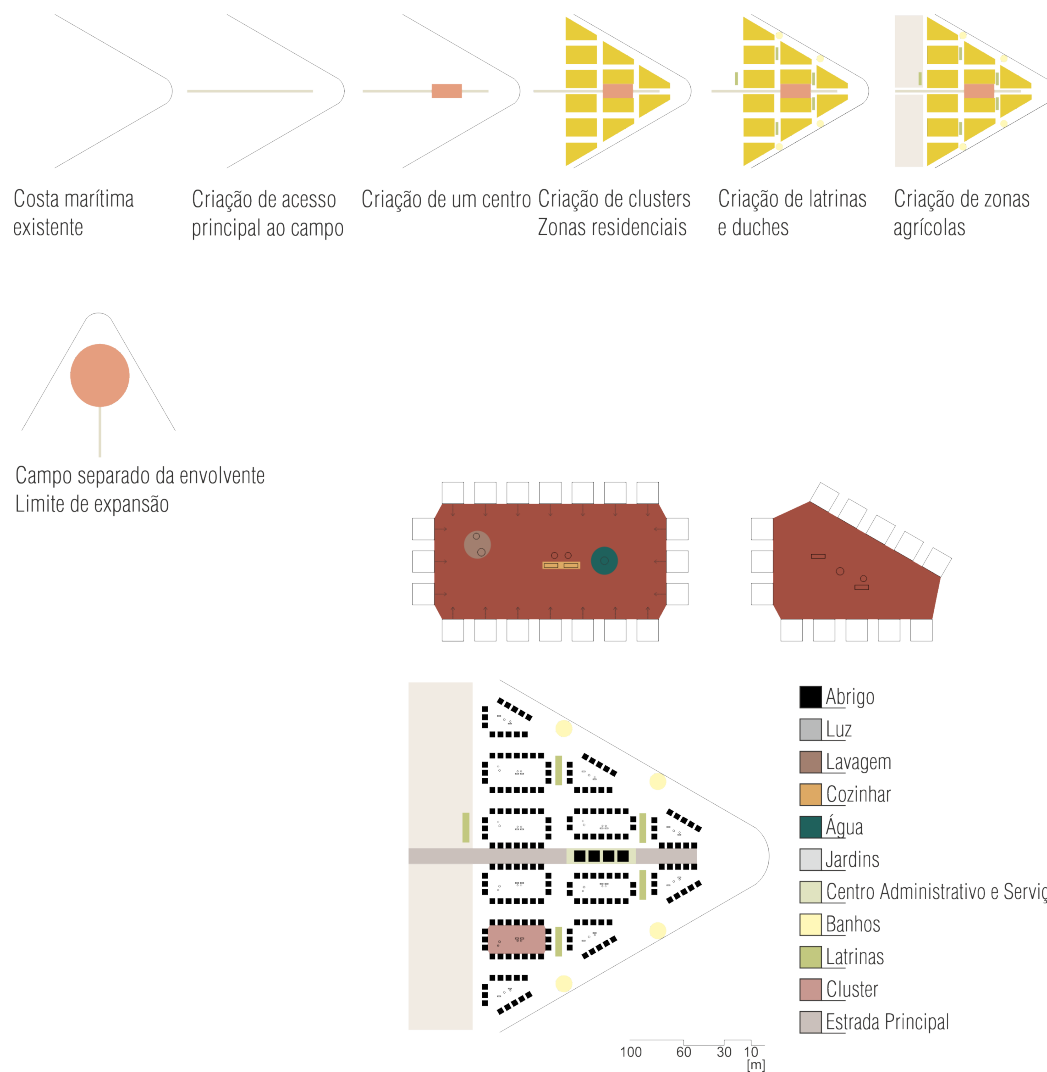 Costa marítima
existente
Criação de acesso
principal ao campo
Criação de um centro
Criação de clusters
Zonas residenciais
Criação de latrinas
e duches
Criação de zonas
agrícolas
Campo separado da envolvente
Limite de expansão
Abrigo
Luz
Lavagem
Cozinhar
Água
Jardins
Centro Administrativo e Serviç
Banhos
Latrinas
Cluster
Estrada Principal
100 60 30 10
[m]